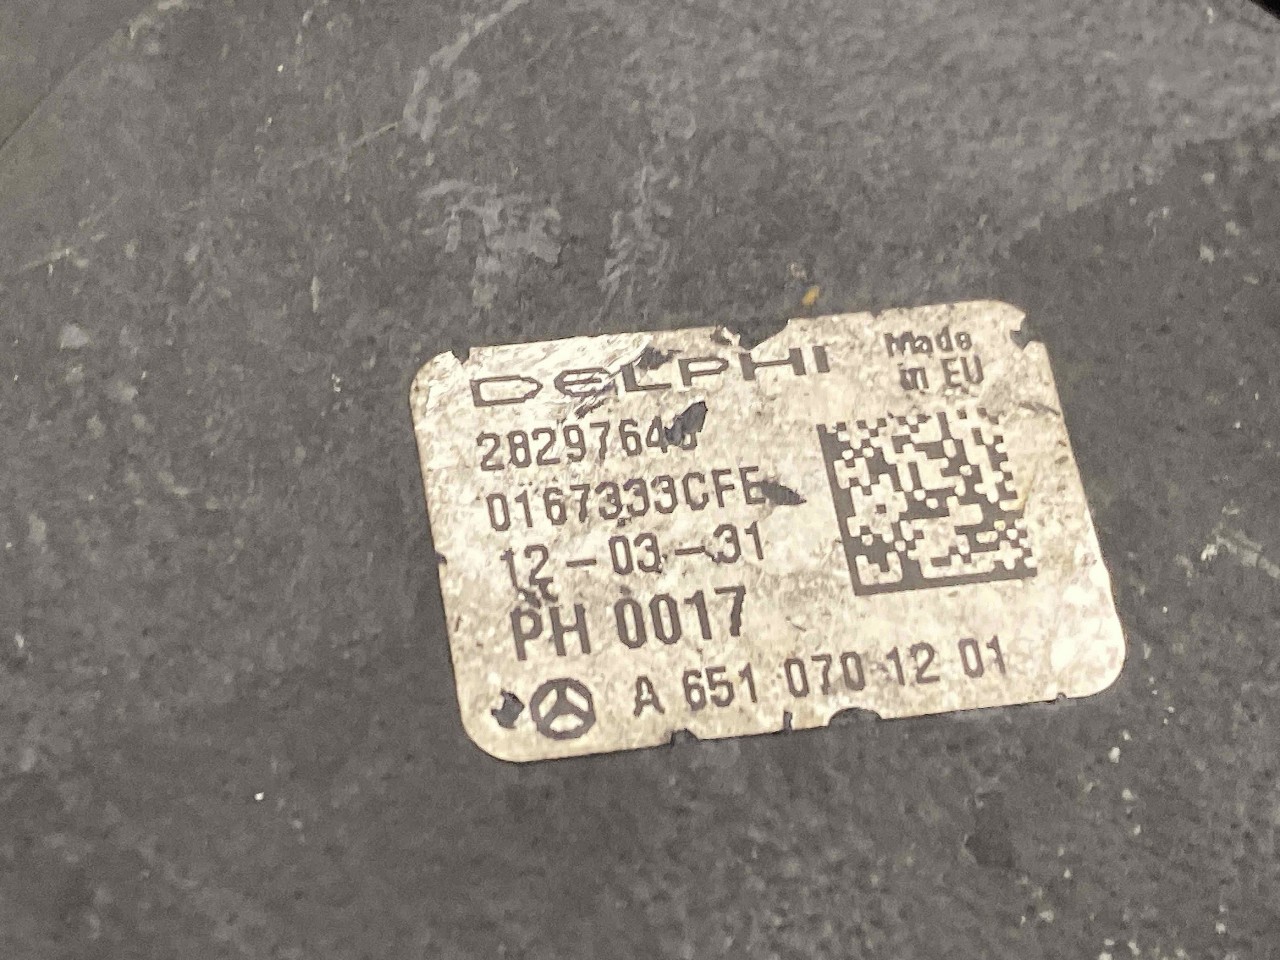 DELPHI
Made
in EU
0167333CFE
12-03-31
PH 0017
A 651 070 12 01